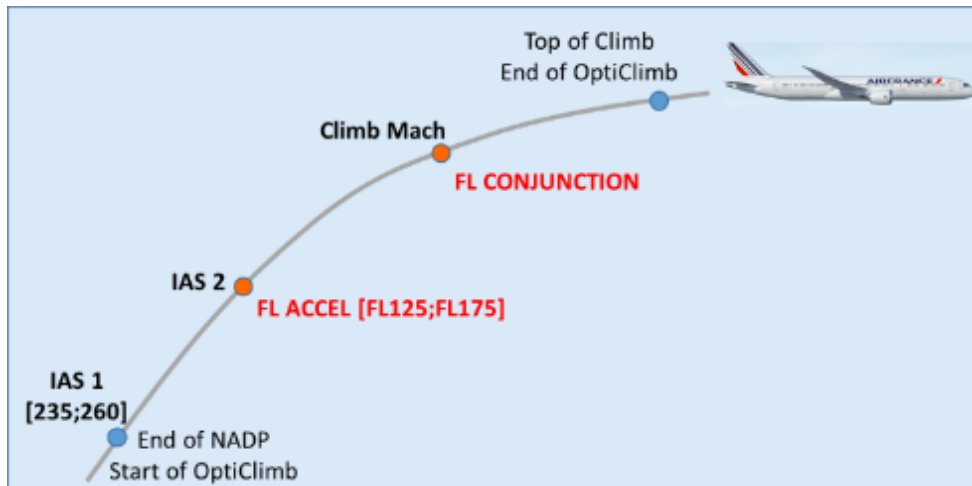 Top of Climb
End of OptiClimb
AIRFRANCE
Climb Mach
FL CONJUNCTION
IAS 2
FL ACCEL [FL125;FL175]
IAS 1
[235;260]
End of NADP
Start of OptiClimb